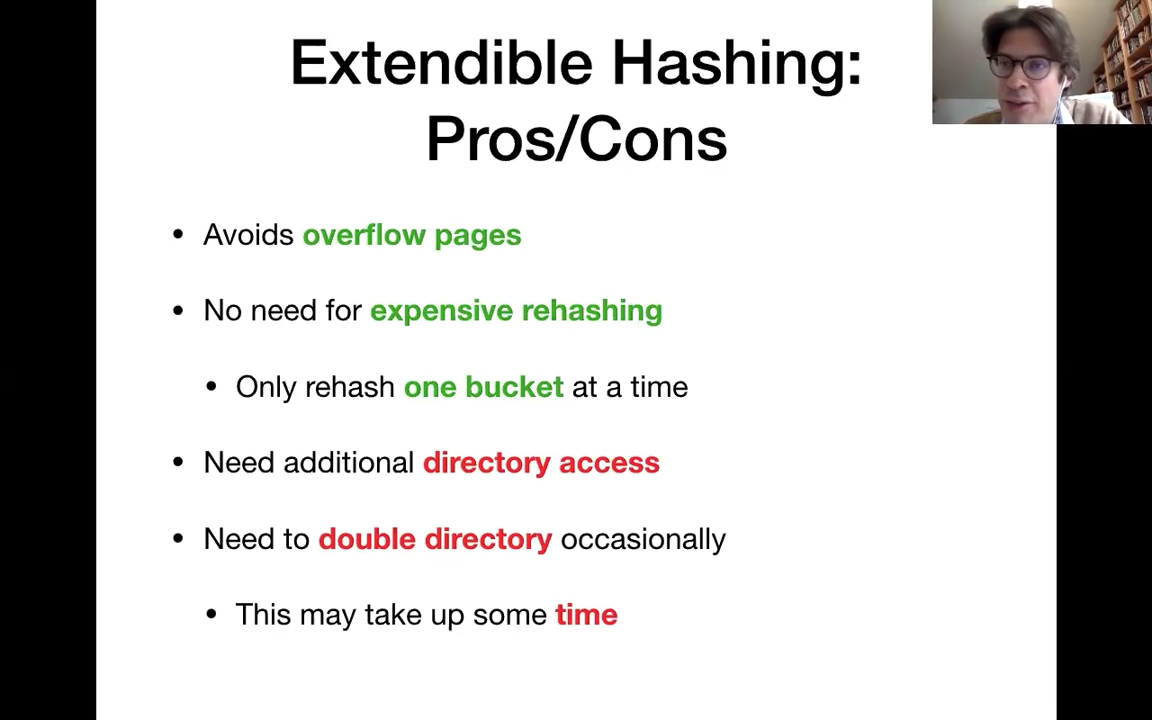 Extendible Hashing:
Pros/Cons
• Avoids overflow pages
• No need for expensive rehashing
• Only rehash one bucket at a time
• Need additional directory access
• Need to double directory occasionally
• This may take up some time